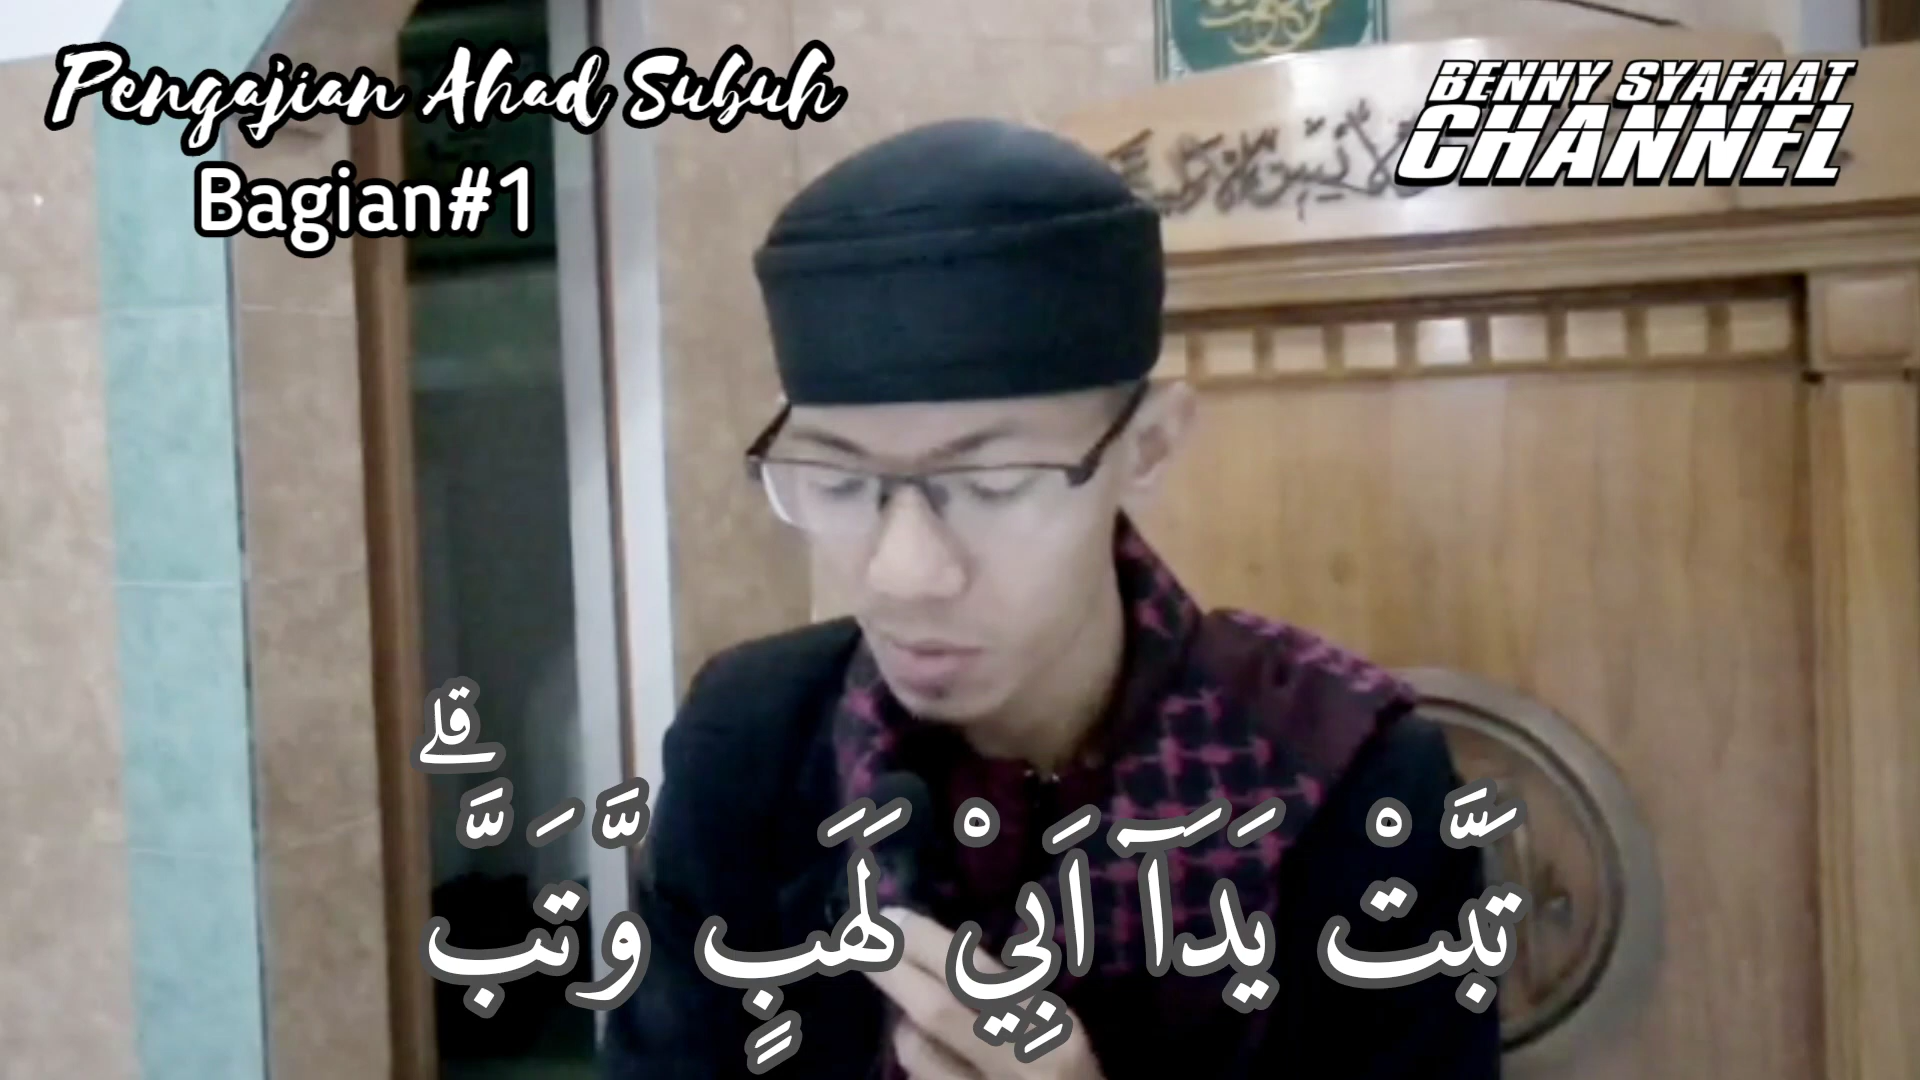 Pengajian Ahad Subuh
Bagian#1
BENNY SYAFAAT
CHANNEL
تَبَّتْ يَدَآ اَبِيْ لَهَبٍ وَّتَبَّۗ